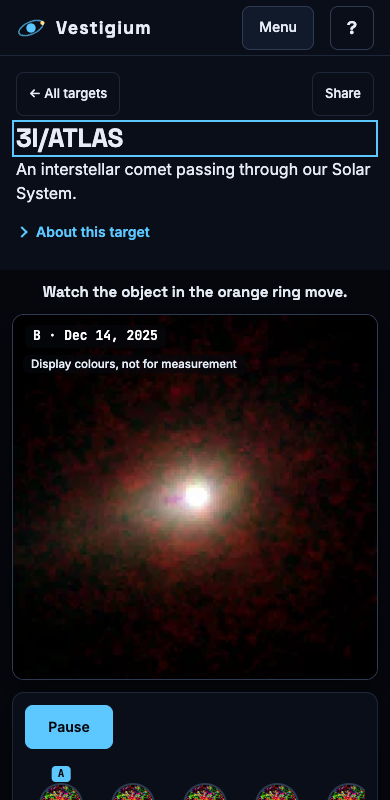 Vestigium
Menu
?
← All targets
Share
3I/ATLAS
An interstellar comet passing through our Solar
System.
About this target
Watch the object in the orange ring move.
B · Dec 14, 2025
Display colours, not for measurement
Pause
A